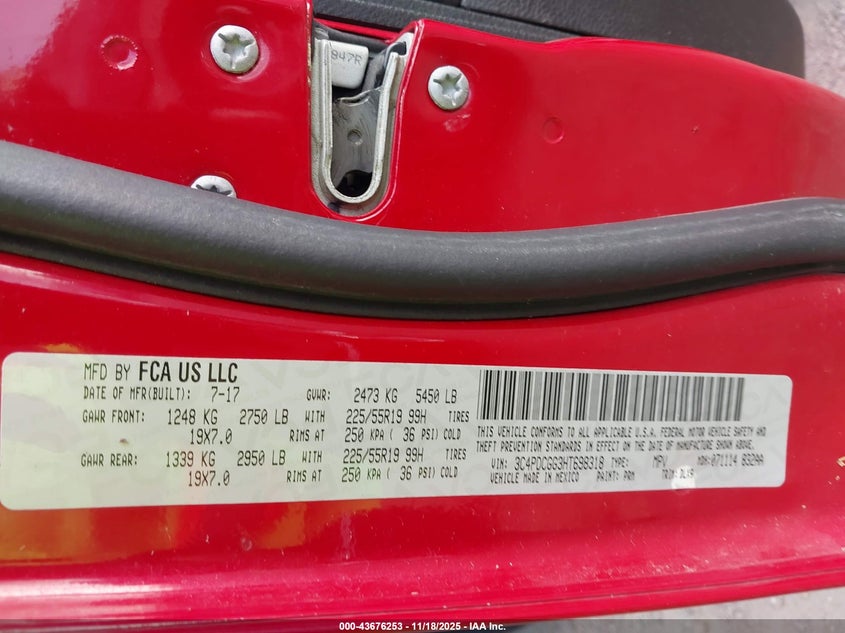 847R
MFD BY FCA US LLC
DATE OF MFR(BUILT): 7-17 GVWR: 2473 KG 5450 LB
GAWR FRONT: 1248 KG 2750 LB WITH 225/55R19 99H TIRES
19X7.0 RIMS AT 250 KPA ( 36 PSI) COLD
GAWR REAR: 1339 KG 2950 LB WITH 225/55R19 99H TIRES
19X7.0 RIMS AT 250 KPA ( 36 PSI) COLD
THIS VEHICLE CONFORMS TO ALL APPLICABLE U.S.A. FEDERAL MOTOR VEHICLE SAFETY AND
THEFT PREVENTION STANDARDS IN EFFECT ON THE DATE OF MANUFACTURE SHOWN ABOVE.
VIN: 3C4PDCGG3HT698318 TYPE: MPV MDH: 071114 832AA
VEHICLE MADE IN MEXICO PAINT: PRM TRIM:
000-43676253 - 11/18/2025 - IAA Inc.